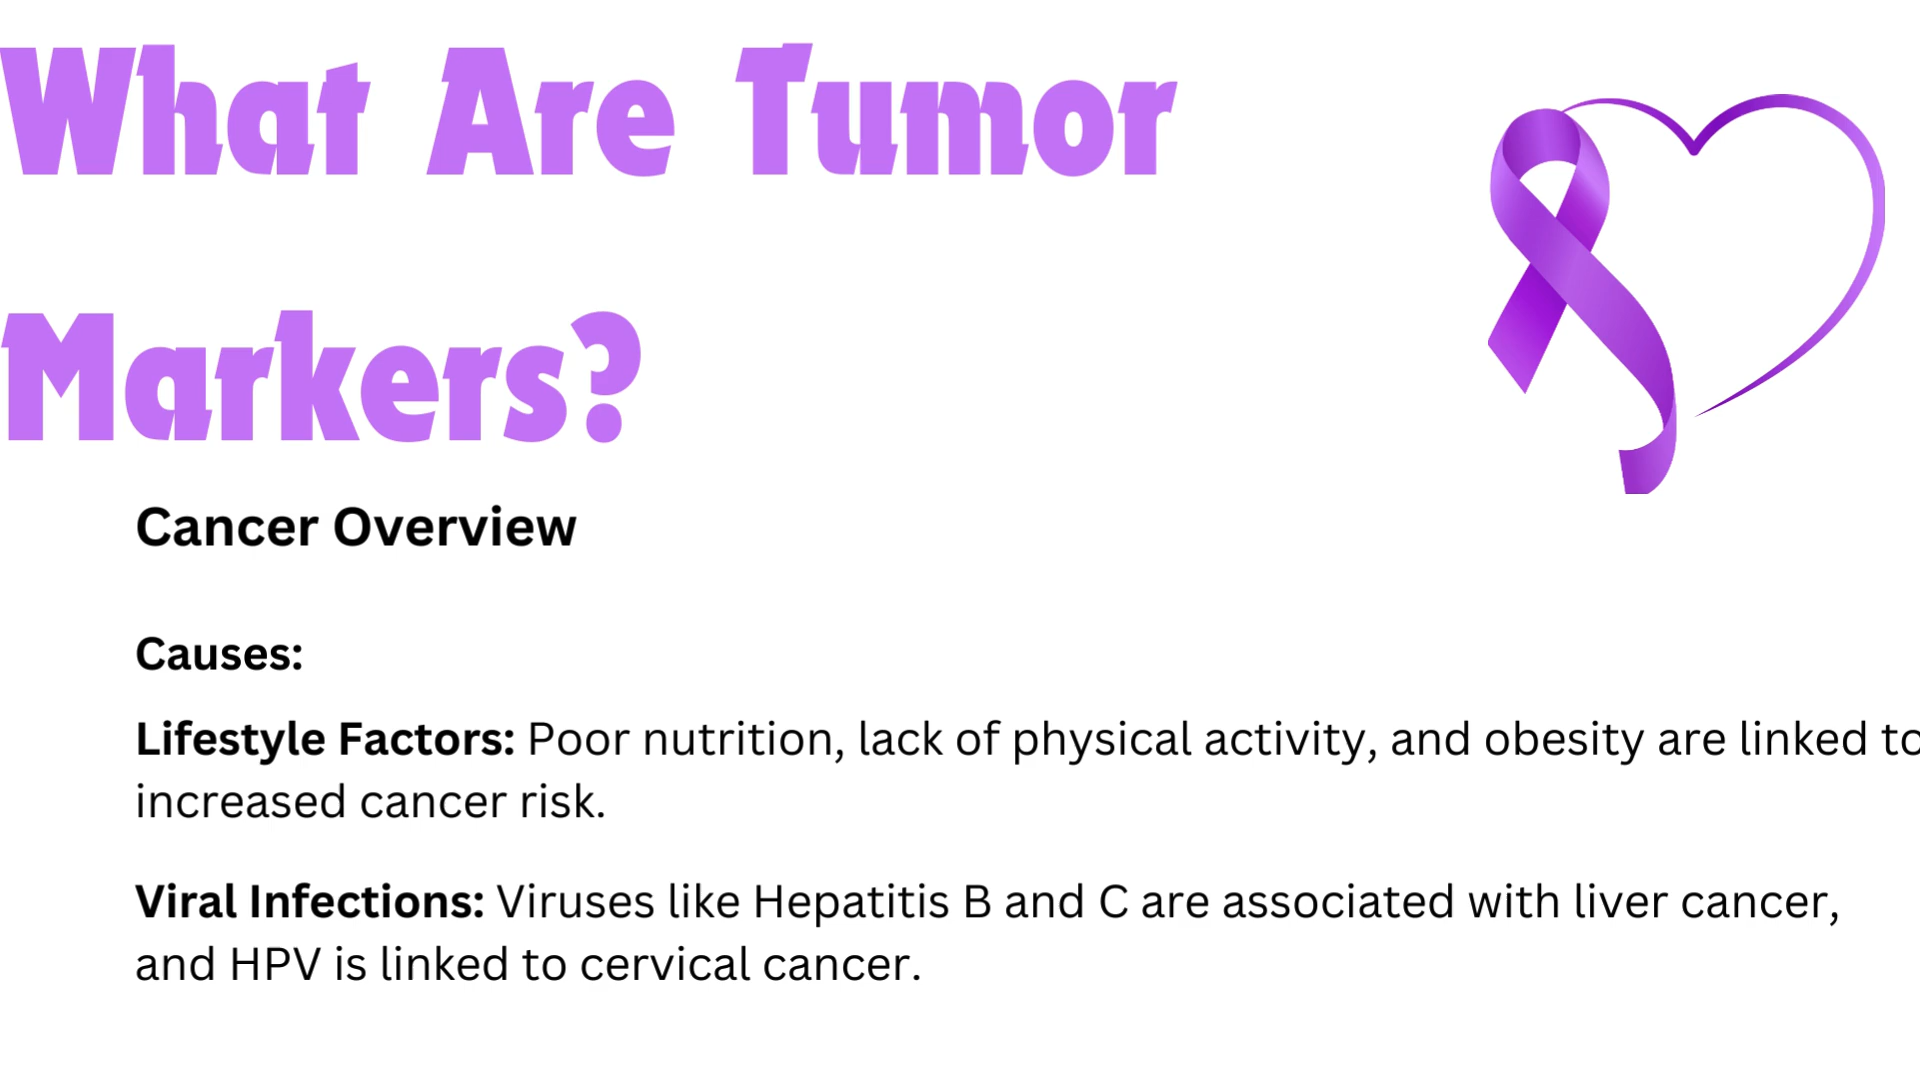 What Are Tumor
Markers?
Cancer Overview
Causes:
Lifestyle Factors: Poor nutrition, lack of physical activity, and obesity are linked to
increased cancer risk.
Viral Infections: Viruses like Hepatitis B and C are associated with liver cancer,
and HPV is linked to cervical cancer.